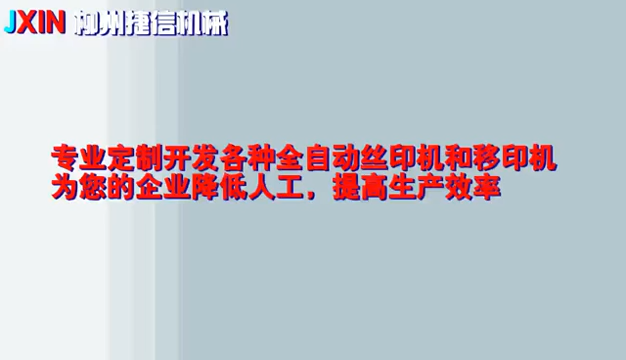 JXIN 柳州捷信机械
专业定制开发各种全自动丝印机和移印机
为您的企业降低人工，提高生产效率